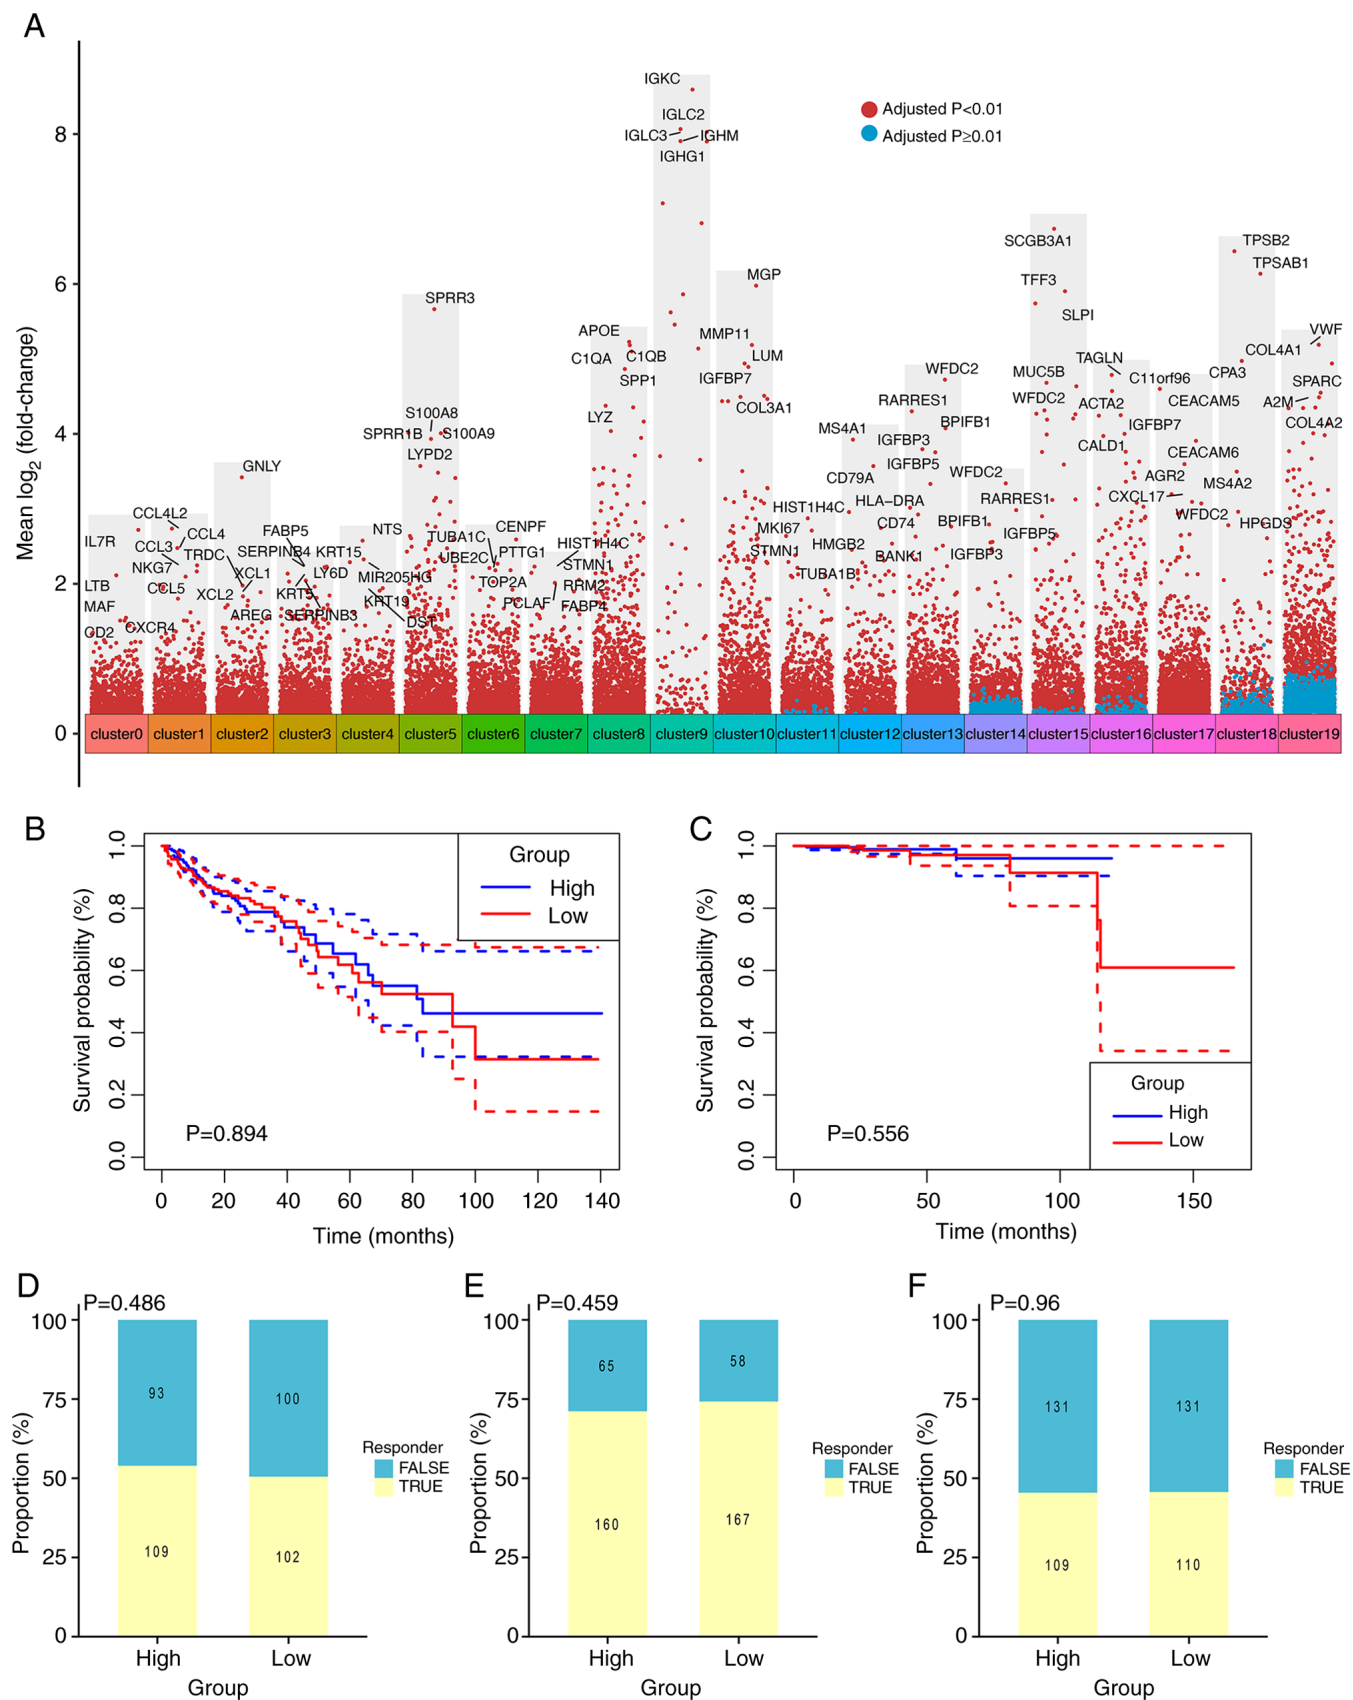 A
Mean log2 (fold-change)
8
6
4
2
0
Adjusted P<0.01
Adjusted P≥0.01
IL7R
LTB
MAF
CD2
CXCR4
CCL4L2
CCL4
CCL3
NKG7
CCL5
GNLY
TRDC
XCL1
XCL2
AREG
FABP5
SERPINB4
LY6D
KRT5
SERPINB3
NTS
KRT15
MIR205HG
KRT19
DST
SPRR3
S100A8
SPRR1B
S100A9
LYPD2
CENPF
TUBA1C
PTTG1
UBE2C
TOP2A
HIST1H4C
STMN1
RRM2
PCLAF
FABP4
APOE
C1QA
C1QB
SPP1
LYZ
IGKC
IGLC2
IGLC3
IGHM
IGHG1
MGP
MMP11
LUM
IGFBP7
COL3A1
HIST1H4C
MKI67
HMGB2
STMN1
TUBA1B
MS4A1
CD79A
HLA−DRA
CD74
BANK1
WFDC2
RARRES1
BPIFB1
IGFBP3
IGFBP5
WFDC2
RARRES1
BPIFB1
IGFBP5
IGFBP3
SCGB3A1
TFF3
SLPI
MUC5B
WFDC2
TAGLN
C11orf96
ACTA2
IGFBP7
CALD1
CEACAM5
CEACAM6
AGR2
CXCL17
WFDC2
TPSB2
TPSAB1
CPA3
MS4A2
HPGDS
VWF
COL4A1
SPARC
A2M
COL4A2
cluster0 cluster1 cluster2 cluster3 cluster4 cluster5 cluster6 cluster7 cluster8 cluster9 cluster10 cluster11 cluster12 cluster13 cluster14 cluster15 cluster16 cluster17 cluster18 cluster19
B
Survival probability (%)
1.0
0.8
0.6
0.4
0.2
0.0
Group
High
Low
P=0.894
0 20 40 60 80 100 120 140
Time (months)
C
Survival probability (%)
1.0
0.8
0.6
0.4
0.2
0.0
Group
High
Low
P=0.556
0 50 100 150
Time (months)
D
P=0.486
Proportion (%)
100
75
50
25
0
93
100
109
102
Responder
FALSE
TRUE
High Low
Group
E
P=0.459
Proportion (%)
100
75
50
25
0
65
58
160
167
Responder
FALSE
TRUE
High Low
Group
F
P=0.96
Proportion (%)
100
75
50
25
0
131
131
109
110
Responder
FALSE
TRUE
High Low
Group